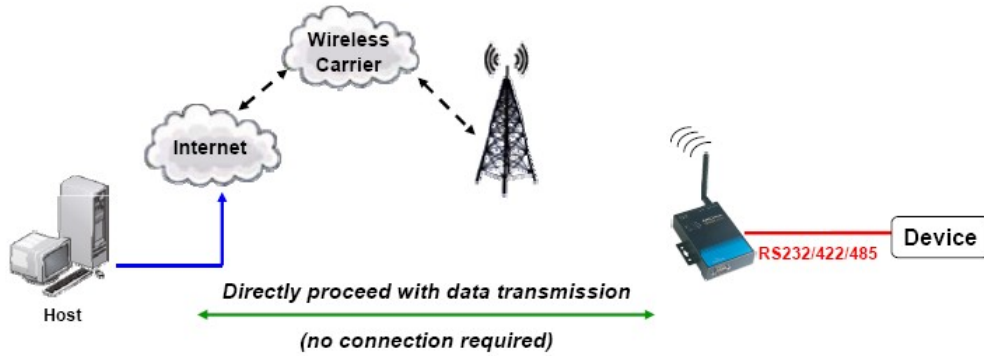 Wireless
Carrier
Internet
RS232/422/485
Device
Host
Directly proceed with data transmission
(no connection required)